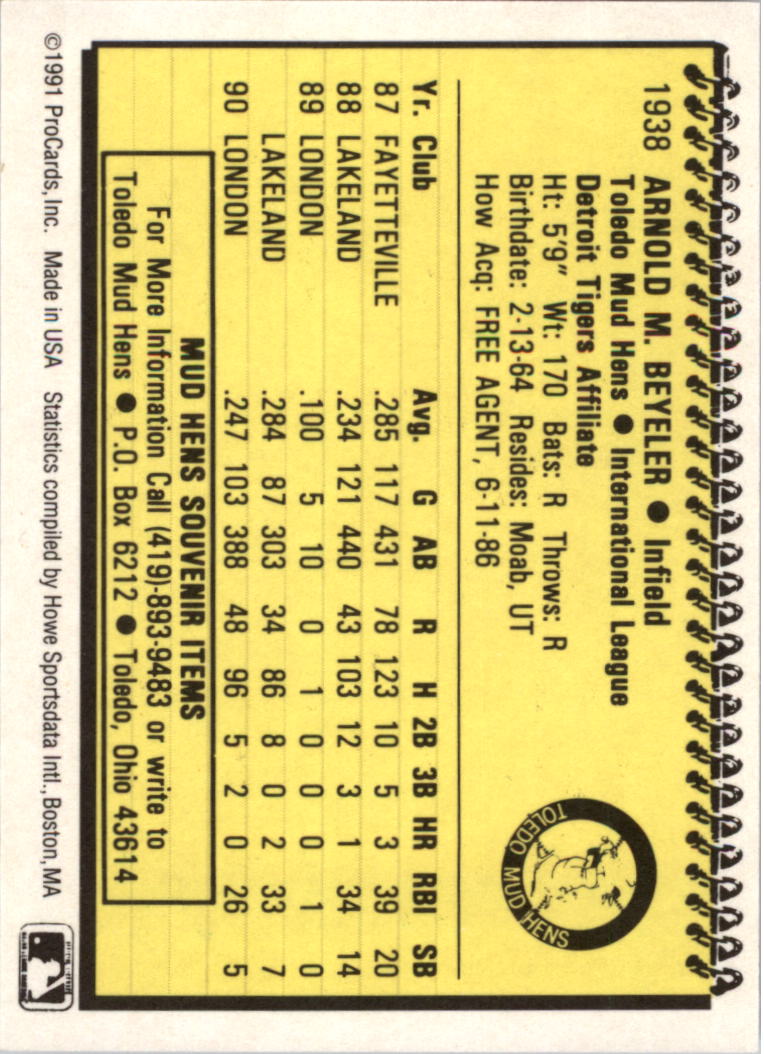 1938 ARNOLD M. BEYELER ● Infield
Toledo Mud Hens ● International League
Detroit Tigers Affiliate
Ht: 5'9" Wt: 170 Bats: R Throws: R
Birthdate: 2-13-64 Resides: Moab, UT
How Acq: FREE AGENT, 6-11-86
TOLEDO MUD HENS
Yr. Club Avg. G AB R H 2B 3B HR RBI SB
87 FAYETTEVILLE .285 117 431 78 123 10 5 3 39 20
88 LAKELAND .234 121 440 43 103 12 3 1 34 14
89 LONDON .100 5 10 0 1 0 0 0 1 0
LAKELAND .284 87 303 34 86 8 0 2 33 7
90 LONDON .247 103 388 48 96 5 2 0 26 5
MUD HENS SOUVENIR ITEMS
For More Information Call (419)-893-9483 or write to
Toledo Mud Hens ● P.O. Box 6212 ● Toledo, Ohio 43614
©1991 ProCards, Inc. Made in USA Statistics compiled by Howe Sportsdata Intl., Boston, MA